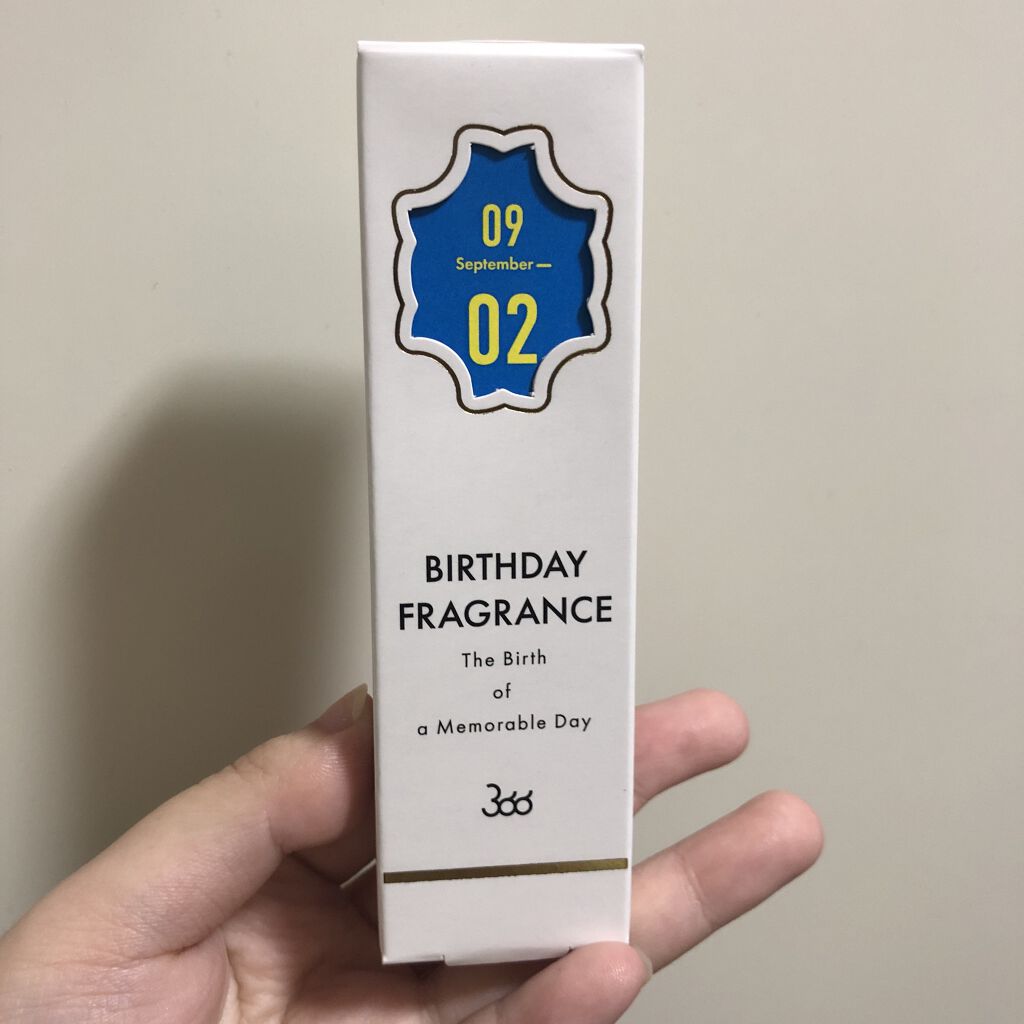 09
September—
02
BIRTHDAY
FRAGRANCE
The Birth
of
a Memorable Day
366